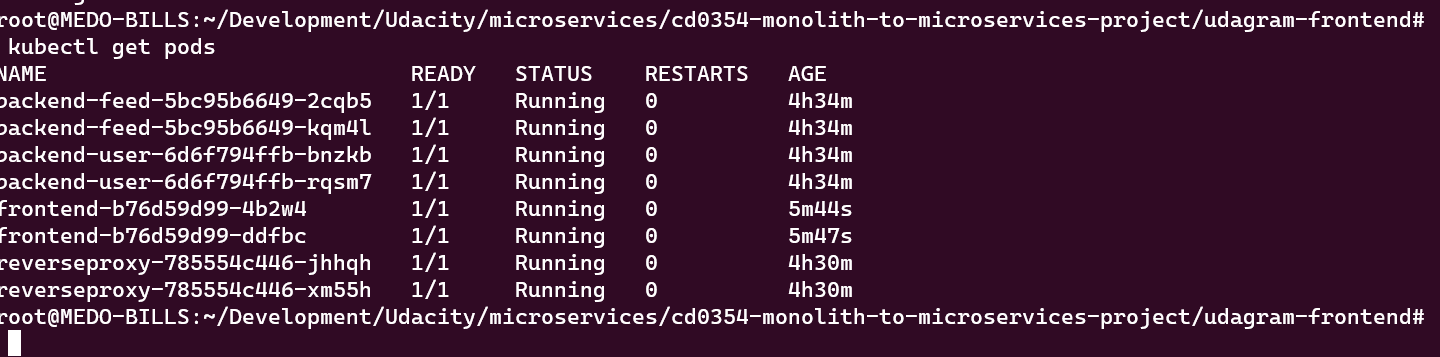 root@MEDO-BILLS:~/Development/Udacity/microservices/cd0354-monolith-to-microservices-project/udagram-frontend#
kubectl get pods
NAME READY STATUS RESTARTS AGE
backend-feed-5bc95b6649-2cqb5 1/1 Running 0 4h34m
backend-feed-5bc95b6649-kqm4l 1/1 Running 0 4h34m
backend-user-6d6f794ffb-bnzkb 1/1 Running 0 4h34m
backend-user-6d6f794ffb-rqsm7 1/1 Running 0 4h34m
frontend-b76d59d99-4b2w4 1/1 Running 0 5m44s
frontend-b76d59d99-ddfbc 1/1 Running 0 5m47s
reverseproxy-785554c446-jhhqh 1/1 Running 0 4h30m
reverseproxy-785554c446-xm55h 1/1 Running 0 4h30m
root@MEDO-BILLS:~/Development/Udacity/microservices/cd0354-monolith-to-microservices-project/udagram-frontend#